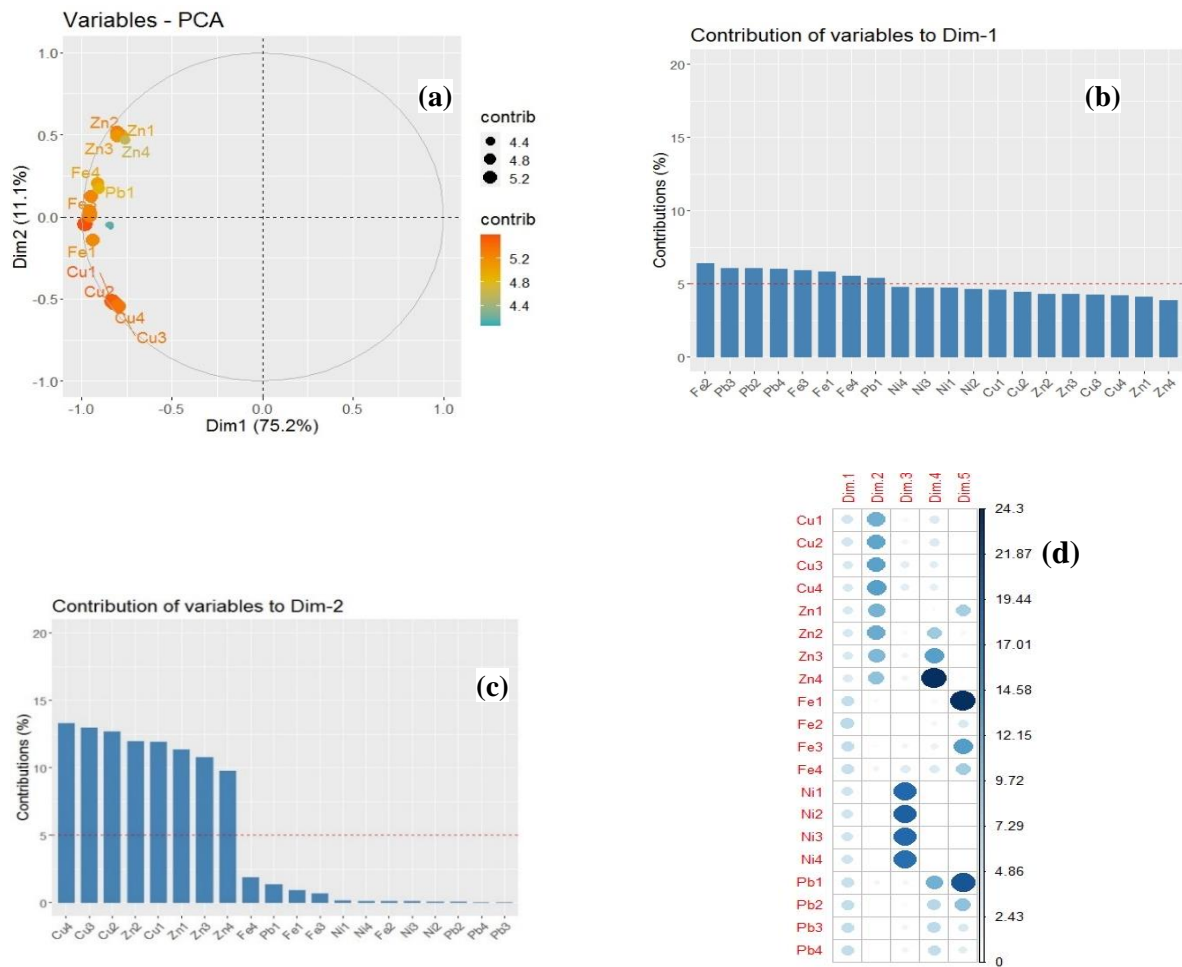 Variables - PCA
(a)
1.0
0.5
0.0
-0.5
-1.0
Dim2 (11.1%)
Zn2
Zn1
Zn3
Zn4
Fe4
Pb1
Fe1
Cu1
Cu2
Cu4
Cu3
-1.0 -0.5 0.0 0.5 1.0
Dim1 (75.2%)
contrib
4.4
4.8
5.2
contrib
5.2
4.8
4.4
Contribution of variables to Dim-1
(b)
20
15
10
5
0
Contributions (%)
Fe2 Pb3 Pb2 Pb4 Fe3 Fe1 Fe4 Pb1 Ni4 Ni3 Ni1 Ni2 Cu1 Cu2 Zn2 Zn3 Cu3 Cu4 Zn1 Zn4
Contribution of variables to Dim-2
(c)
20
15
10
5
0
Contributions (%)
Cu4 Cu3 Cu2 Zn2 Cu1 Zn1 Zn3 Zn4 Fe4 Pb1 Fe1 Fe3 Ni1 Ni4 Fe2 Ni3 Ni2 Pb2 Pb4 Pb3
(d)
Dim.1 Dim.2 Dim.3 Dim.4 Dim.5
Cu1
Cu2
Cu3
Cu4
Zn1
Zn2
Zn3
Zn4
Fe1
Fe2
Fe3
Fe4
Ni1
Ni2
Ni3
Ni4
Pb1
Pb2
Pb3
Pb4
24.3
21.87
19.44
17.01
14.58
12.15
9.72
7.29
4.86
2.43
0